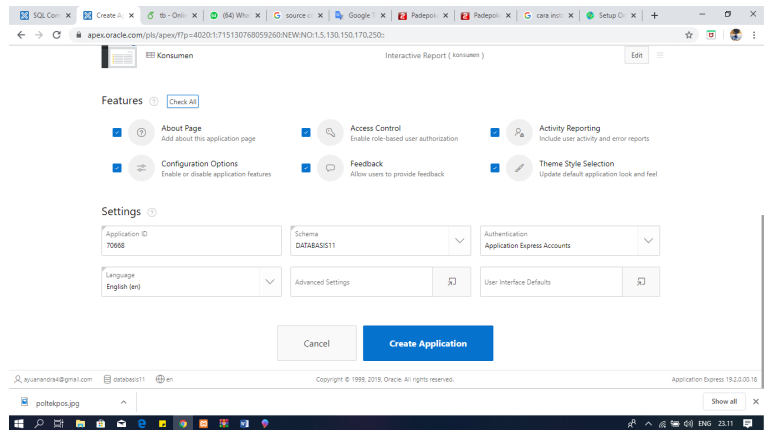 SQL Com
Create A
tb - Onlin
(64) Wha
source co
Google T
Padepok
Padepok
cara inst
Setup Oc
apex.oracle.com/pls/apex/f?p=4020:1:715130768059260:NEW:NO:1.5,130,150,170,250::
Konsumen
Interactive Report ( konsumen )
Edit
Features
Check All
About Page
Add about this application page
Access Control
Enable role-based user authorization
Activity Reporting
Include user activity and error reports
Configuration Options
Enable or disable application features
Feedback
Allow users to provide feedback
Theme Style Selection
Update default application look and feel
Settings
Application ID
70668
Schema
DATABASIS11
Authentication
Application Express Accounts
Language
English (en)
Advanced Settings
User Interface Defaults
Cancel
Create Application
ayuanandra4@gmail.com
databasis11
en
Copyright © 1999, 2019, Oracle. All rights reserved.
Application Express 19.2.0.00.18
poltekpos.jpg
Show all
ENG
23.11